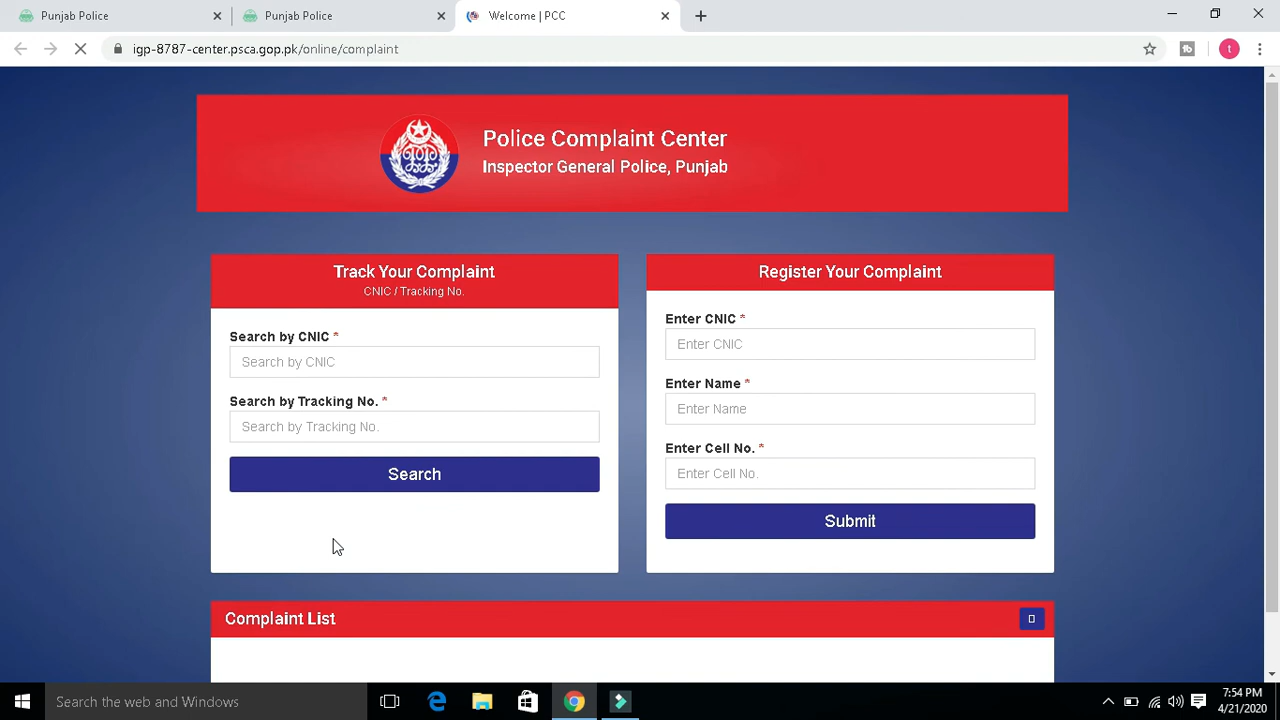 Punjab Police
Punjab Police
Welcome | PCC
igp-8787-center.psca.gop.pk/online/complaint
t
Police Complaint Center
Inspector General Police, Punjab
Track Your Complaint
CNIC / Tracking No.
Search by CNIC *
Search by CNIC
Search by Tracking No. *
Search by Tracking No.
Search
Register Your Complaint
Enter CNIC *
Enter CNIC
Enter Name *
Enter Name
Enter Cell No. *
Enter Cell No.
Submit
Complaint List
Search the web and Windows
7:54 PM
4/21/2020